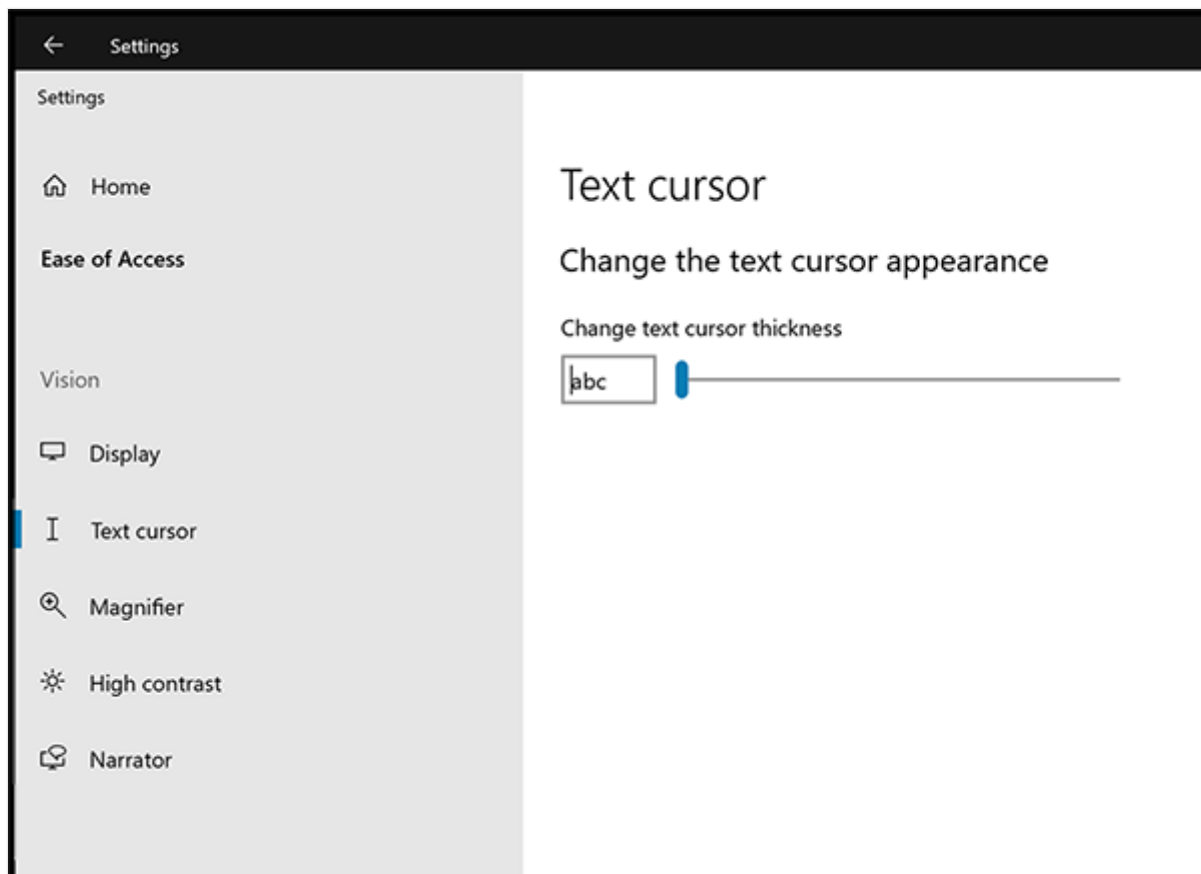 Settings
Settings
Home
Ease of Access
Vision
Display
Text cursor
Magnifier
High contrast
Narrator
Text cursor
Change the text cursor appearance
Change text cursor thickness
abc